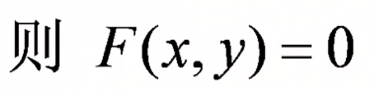 则 F(x, y) = 0